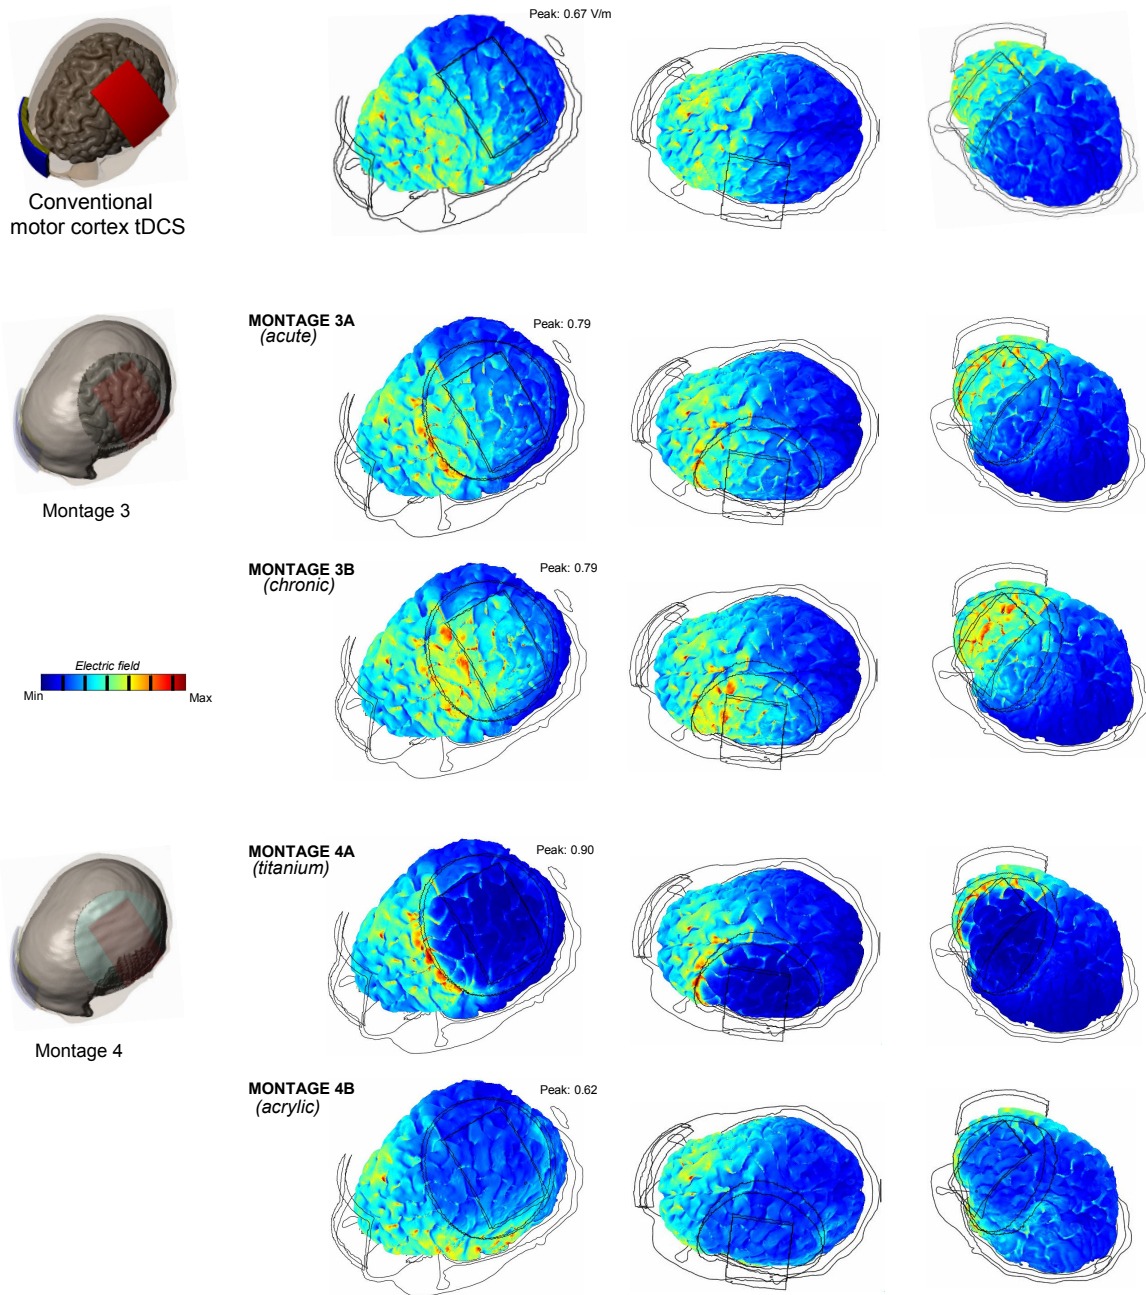 Peak: 0.67 V/m
Conventional
motor cortex tDCS
MONTAGE 3A
(acute)
Peak: 0.79
Montage 3
MONTAGE 3B
(chronic)
Peak: 0.79
Electric field
Min
Max
MONTAGE 4A
(titanium)
Peak: 0.90
Montage 4
MONTAGE 4B
(acrylic)
Peak: 0.62